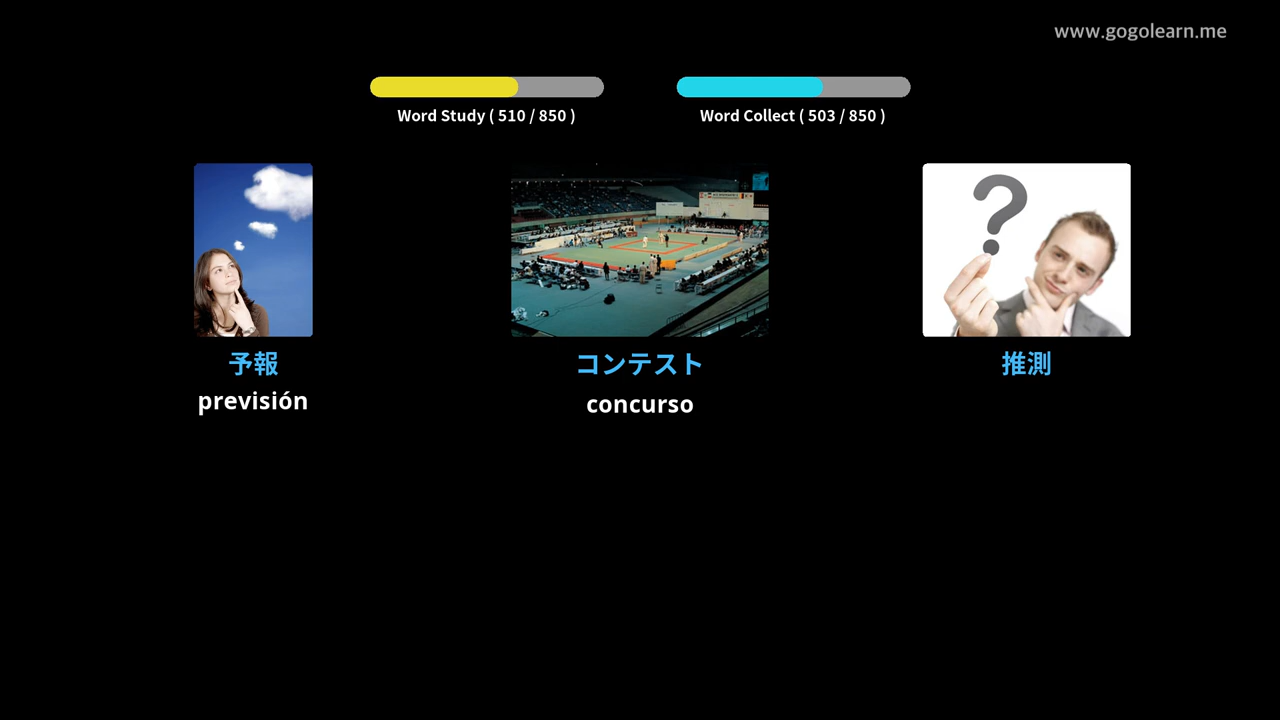 www.gogolearn.me
Word Study ( 510 / 850 )
Word Collect ( 503 / 850 )
予報
コンテスト
推測
previsión
concurso